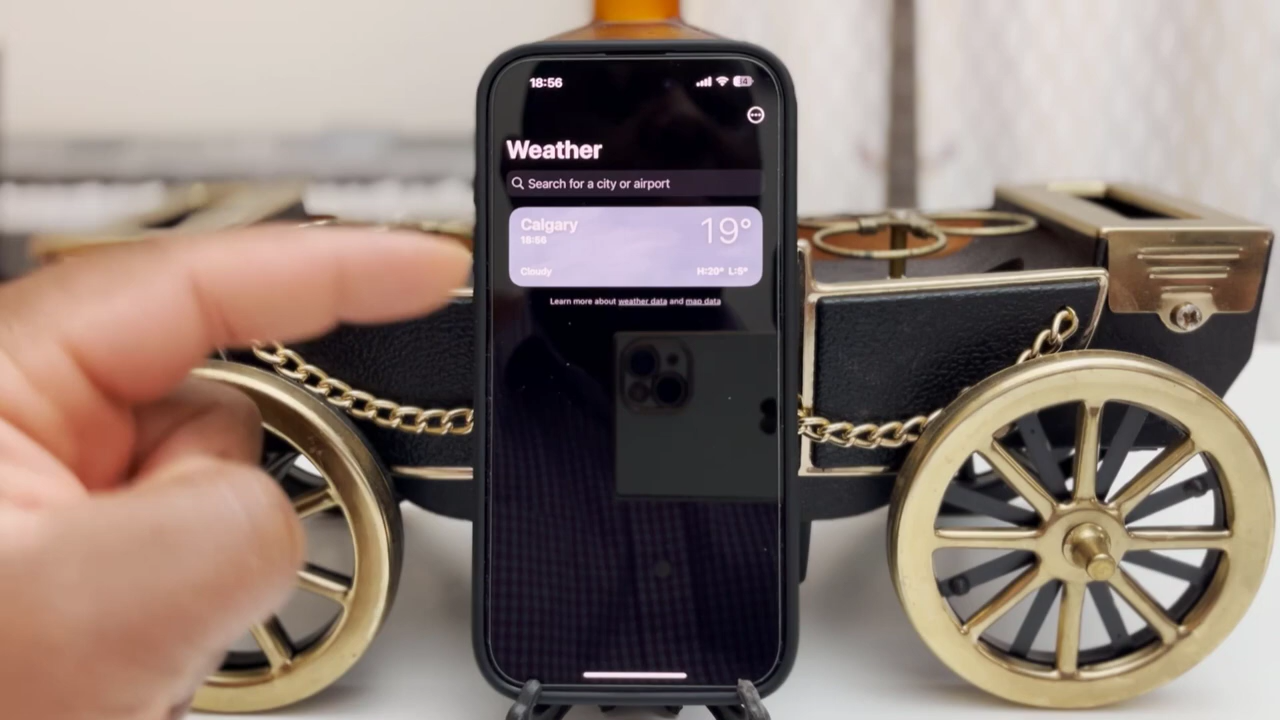 18:56
14
Weather
Search for a city or airport
Calgary 19°
18:56
Cloudy H:20° L:5°
Learn more about weather data and map data